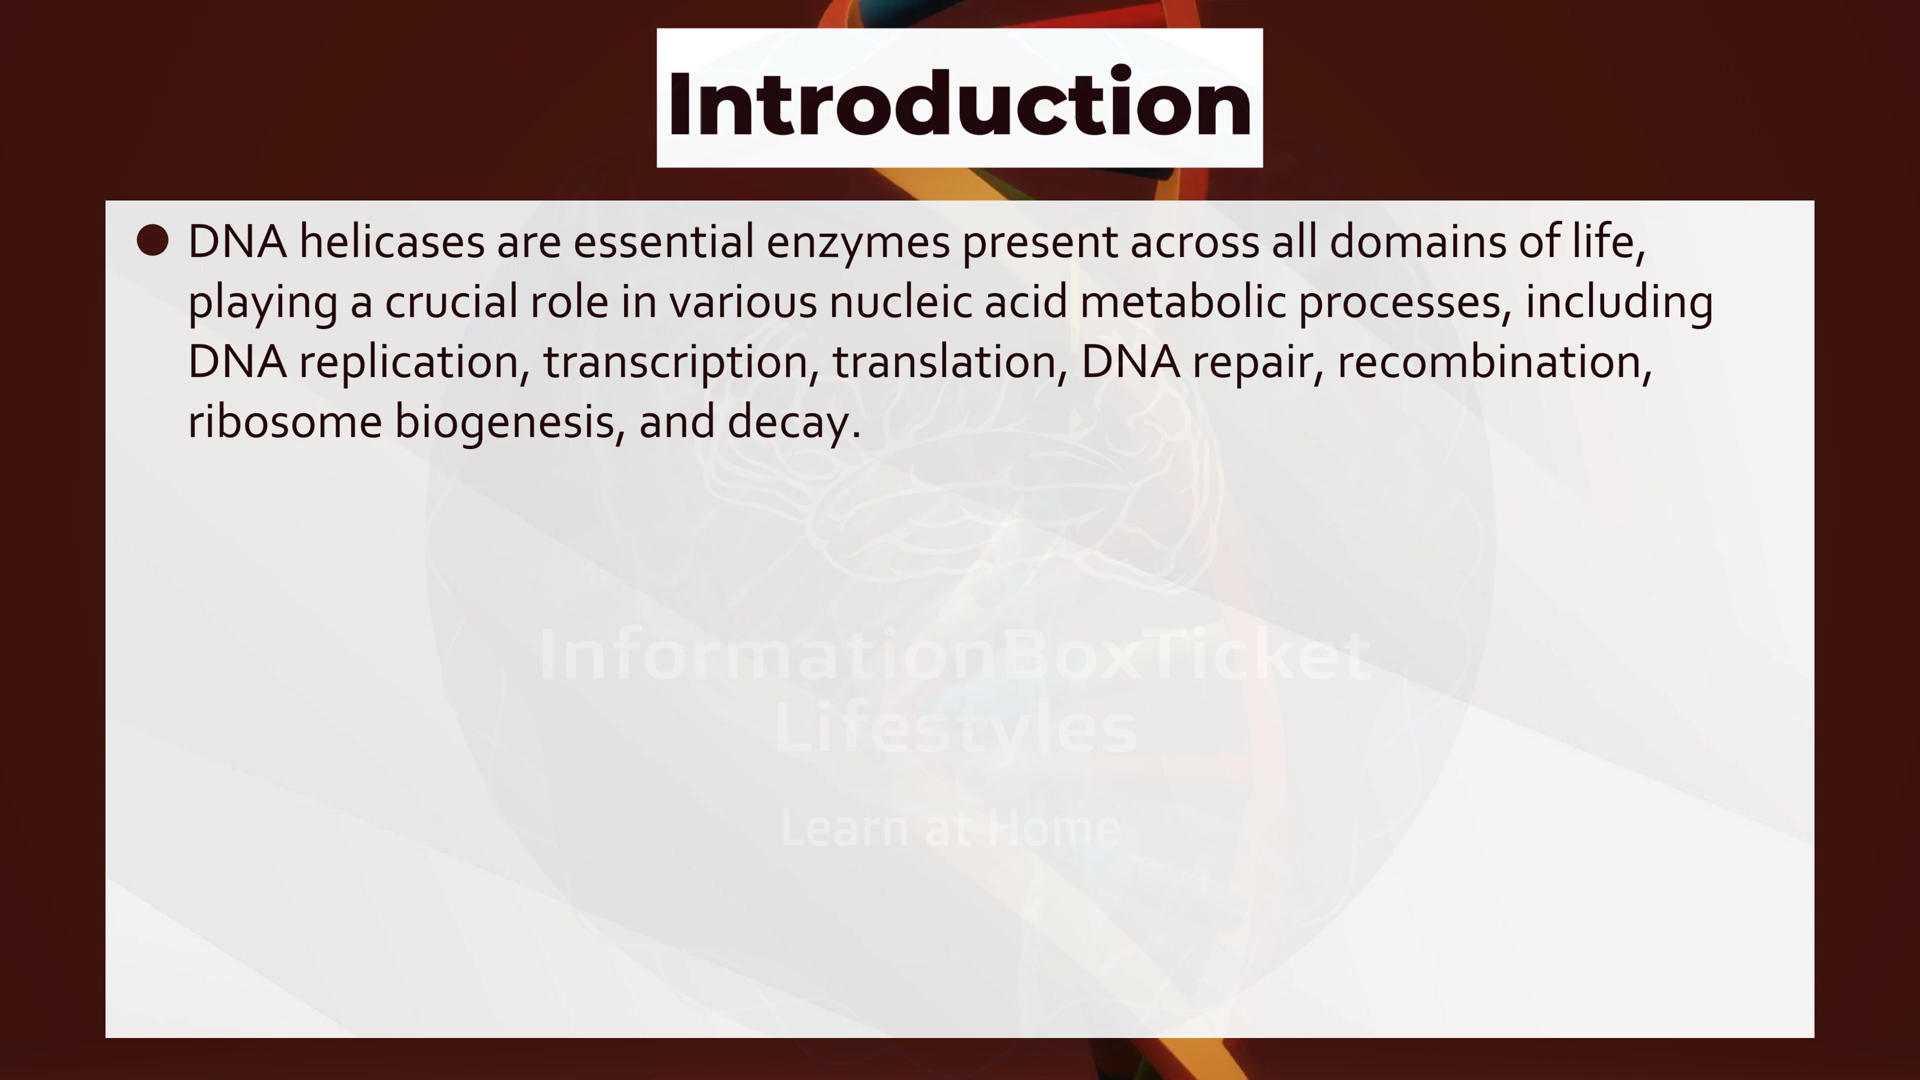 Introduction
DNA helicases are essential enzymes present across all domains of life,
playing a crucial role in various nucleic acid metabolic processes, including
DNA replication, transcription, translation, DNA repair, recombination,
ribosome biogenesis, and decay.
InformationBoxTicket
Lifestyles
Learn at Home